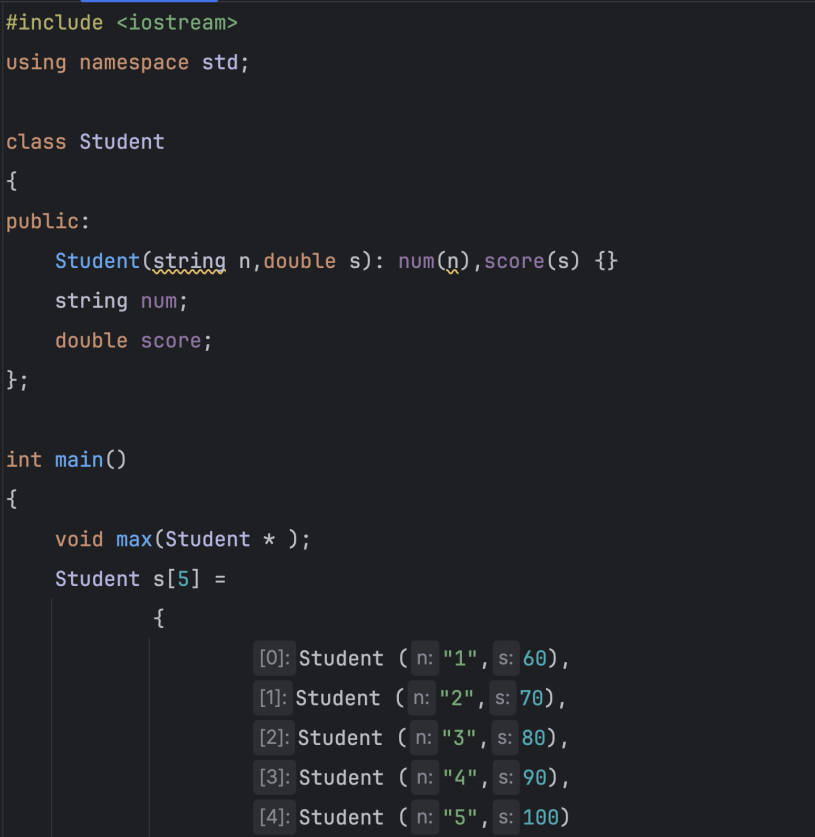 #include <iostream>
using namespace std;
class Student
{
public:
Student(string n,double s): num(n),score(s) {}
string num;
double score;
};
int main()
{
void max(Student * );
Student s[5] =
{
[0]: Student ( n: "1", s: 60),
[1]: Student ( n: "2", s: 70),
[2]: Student ( n: "3", s: 80),
[3]: Student ( n: "4", s: 90),
[4]: Student ( n: "5", s: 100)